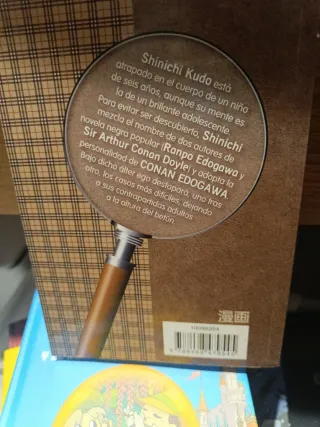 Shinichi Kudo está
atrapado en el cuerpo de un niño
de seis años, aunque su mente es
la de un brillante adolescente.
Para evitar ser descubierto, Shinichi
mezcla el nombre de dos autores de
novela negra popular (Ranpo Edogawa y
Sir Arthur Conan Doyle) y adopta la
personalidad de CONAN EDOGAWA.
Bajo dicho álter ego destapará, uno tras
otro, los casos más difíciles, dejando
a sus contrapartidas adultas
a la altura del betún.
漫画